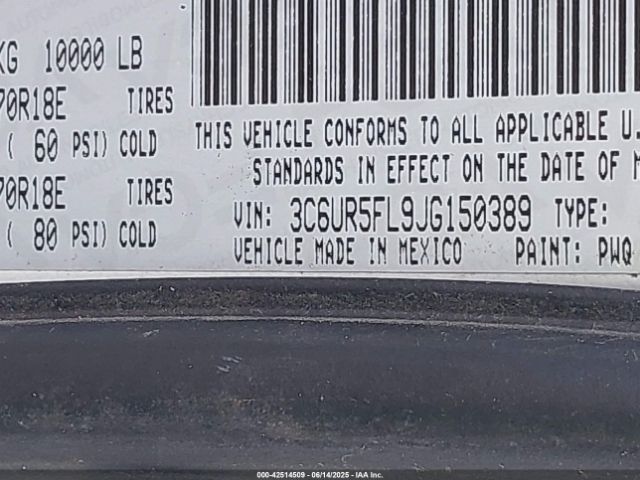 KG 10000 LB
70R18E TIRES
( 60 PSI) COLD
70R18E TIRES
( 80 PSI) COLD
THIS VEHICLE CONFORMS TO ALL APPLICABLE U
STANDARDS IN EFFECT ON THE DATE OF M
VIN: 3C6UR5FL9JG150389 TYPE:
VEHICLE MADE IN MEXICO PAINT: PWQ
000-42514509 - 06/14/2025 - IAA Inc.